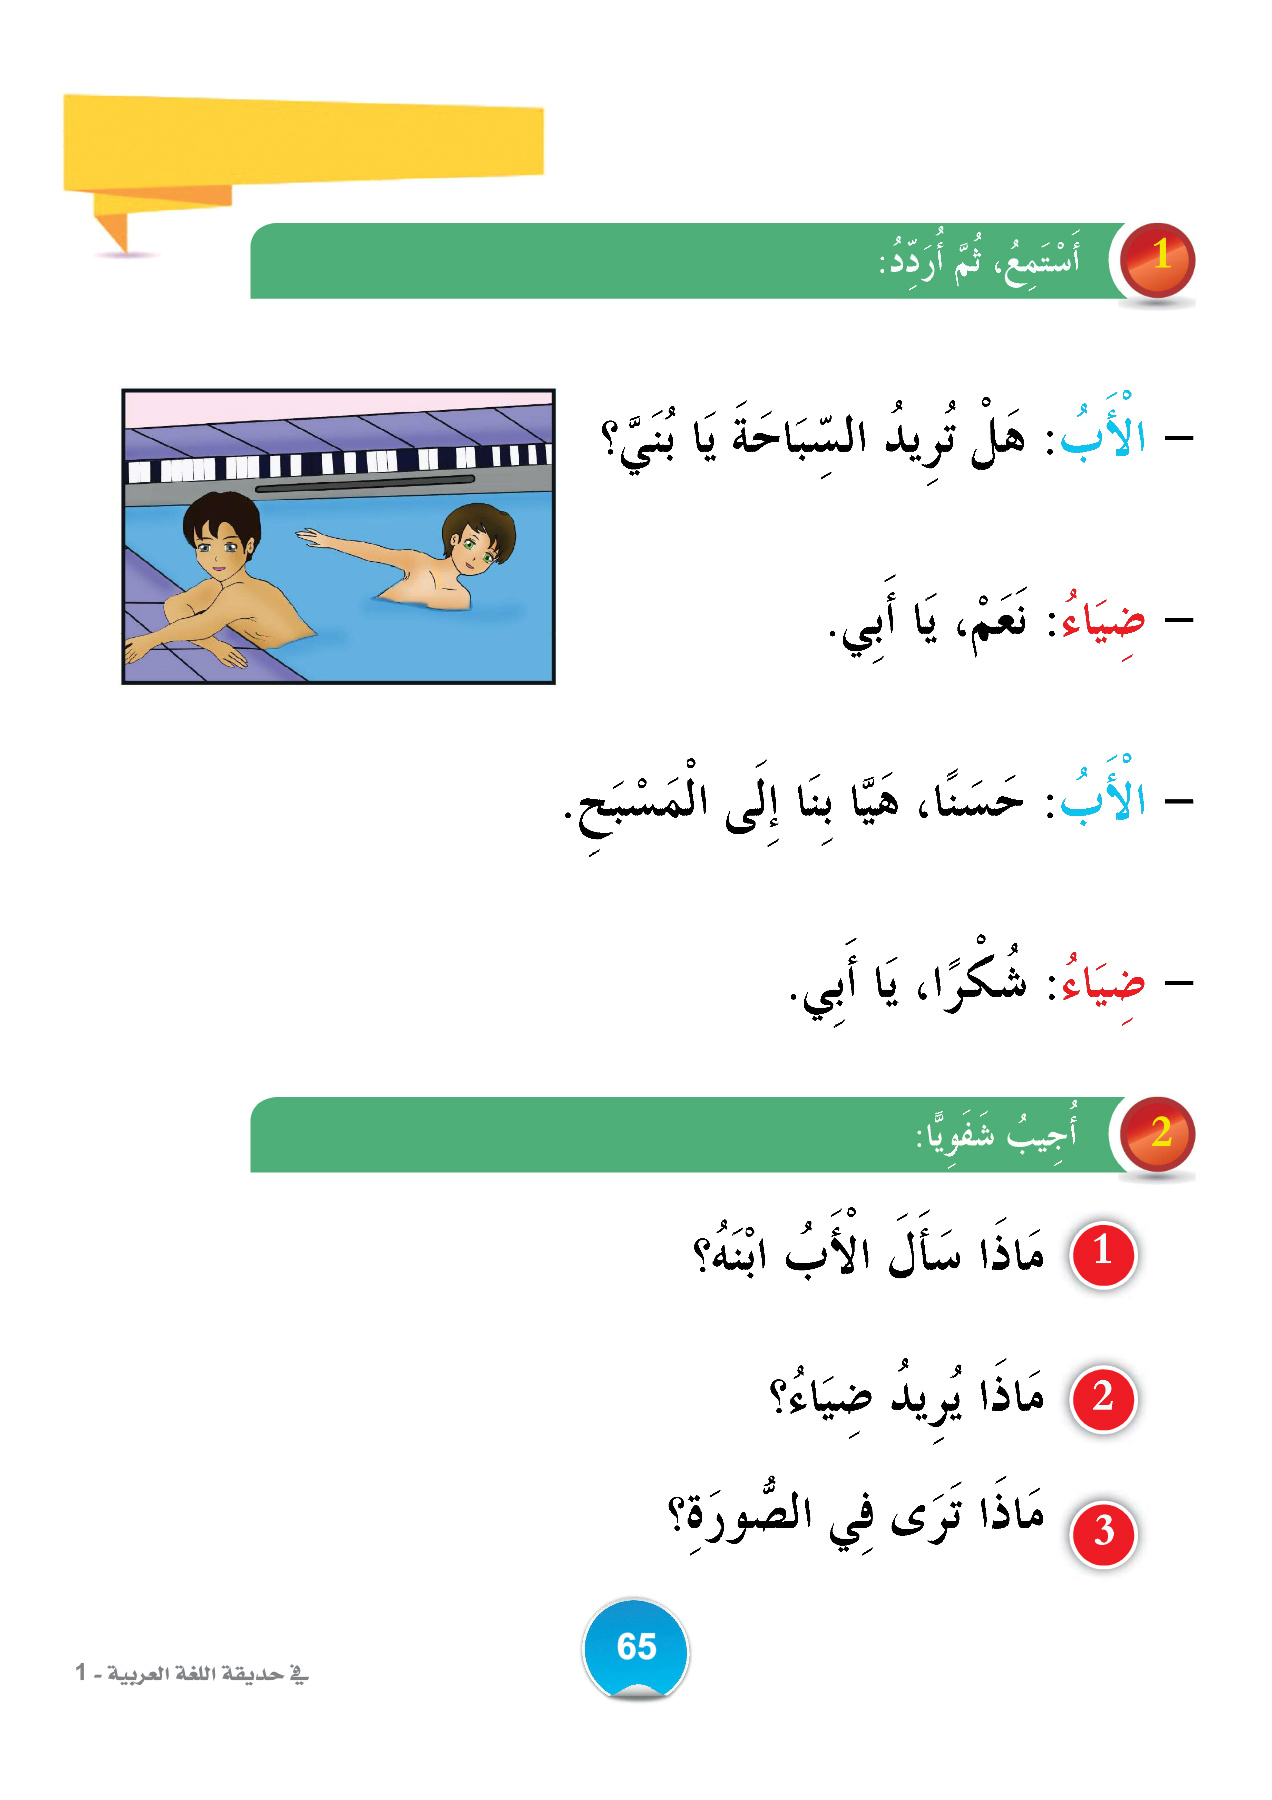 1 أَسْتَمِعُ، ثُمَّ أُرَدِّدُ:
– الْأَبُ: هَلْ تُرِيدُ السِّبَاحَةَ يَا بُنَيَّ؟
– ضِيَاءُ: نَعَمْ، يَا أَبِي.
– الْأَبُ: حَسَنًا، هَيَّا بِنَا إِلَى الْمَسْبَحِ.
– ضِيَاءُ: شُكْرًا، يَا أَبِي.
2 أُجِيبُ شَفَوِيًّا:
1 مَاذَا سَأَلَ الْأَبُ ابْنَهُ؟
2 مَاذَا يُرِيدُ ضِيَاءُ؟
3 مَاذَا تَرَى فِي الصُّورَةِ؟
65
في حديقة اللغة العربية - 1